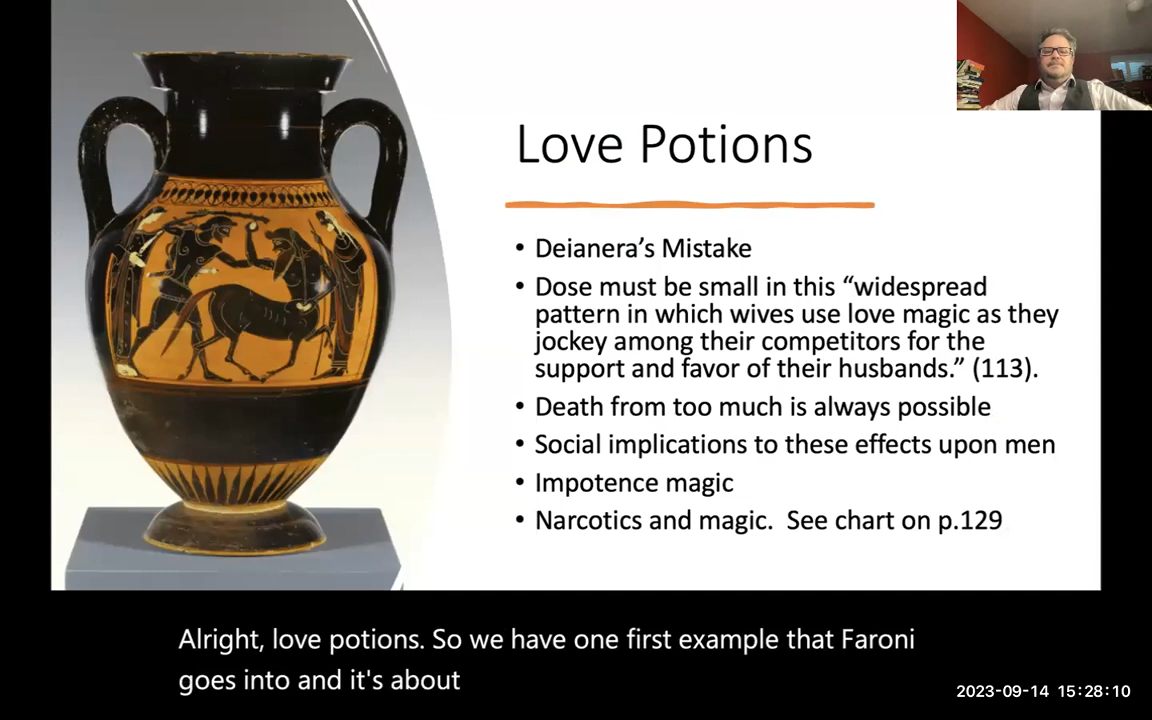 Love Potions
• Deianera’s Mistake
• Dose must be small in this “widespread
pattern in which wives use love magic as they
jockey among their competitors for the
support and favor of their husbands.” (113).
• Death from too much is always possible
• Social implications to these effects upon men
• Impotence magic
• Narcotics and magic.  See chart on p.129
Alright, love potions. So we have one first example that Faroni
goes into and it's about
2023-09-14 15:28:10